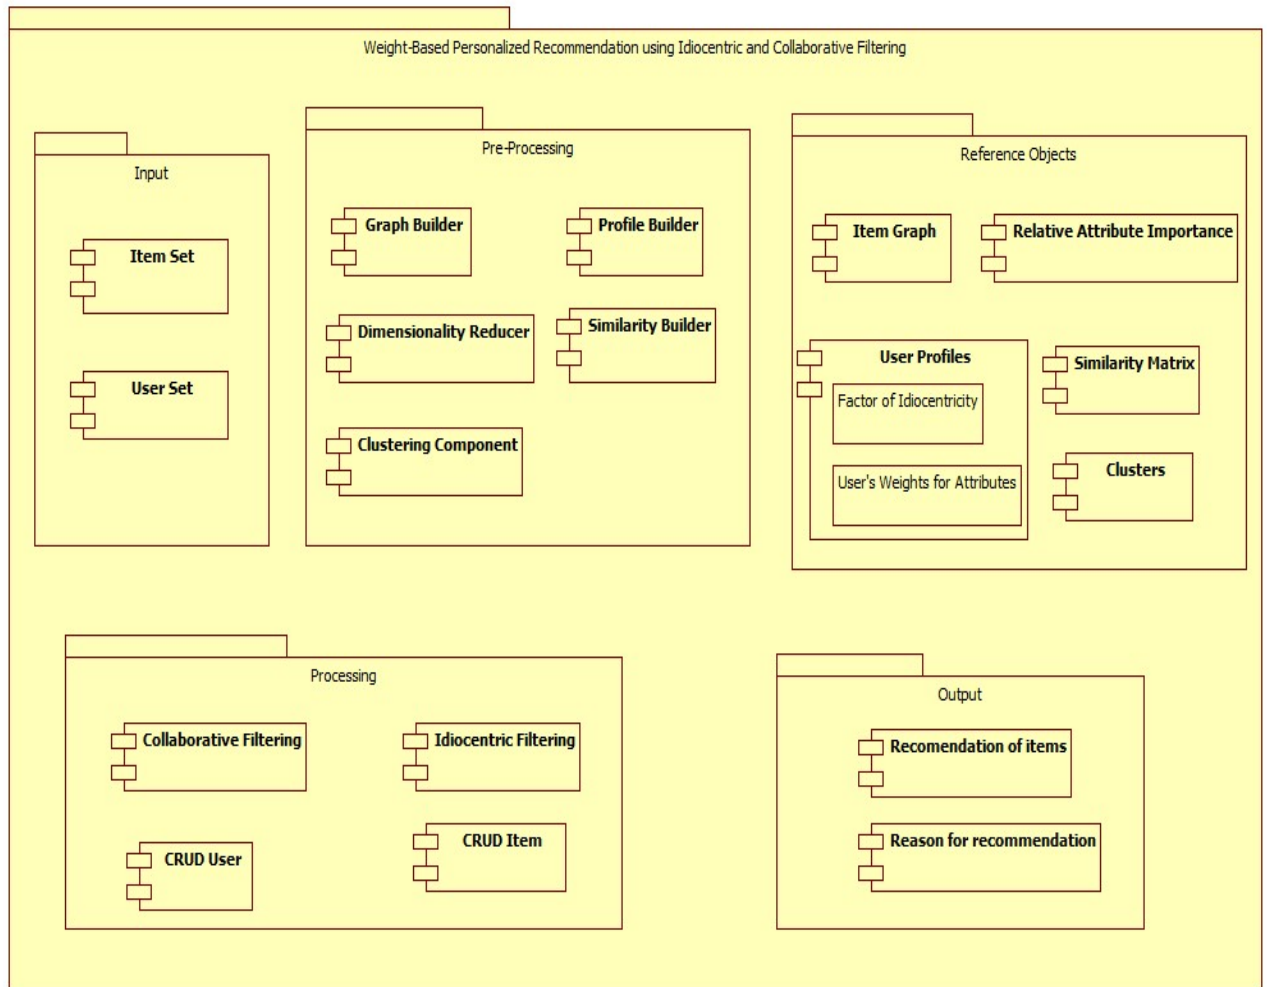 Weight-Based Personalized Recommendation using Idiocentric and Collaborative Filtering
Input
Item Set
User Set
Pre-Processing
Graph Builder
Profile Builder
Dimensionality Reducer
Similarity Builder
Clustering Component
Reference Objects
Item Graph
Relative Attribute Importance
User Profiles
Factor of Idiocentricity
User's Weights for Attributes
Similarity Matrix
Clusters
Processing
Collaborative Filtering
Idiocentric Filtering
CRUD User
CRUD Item
Output
Recomendation of items
Reason for recommendation